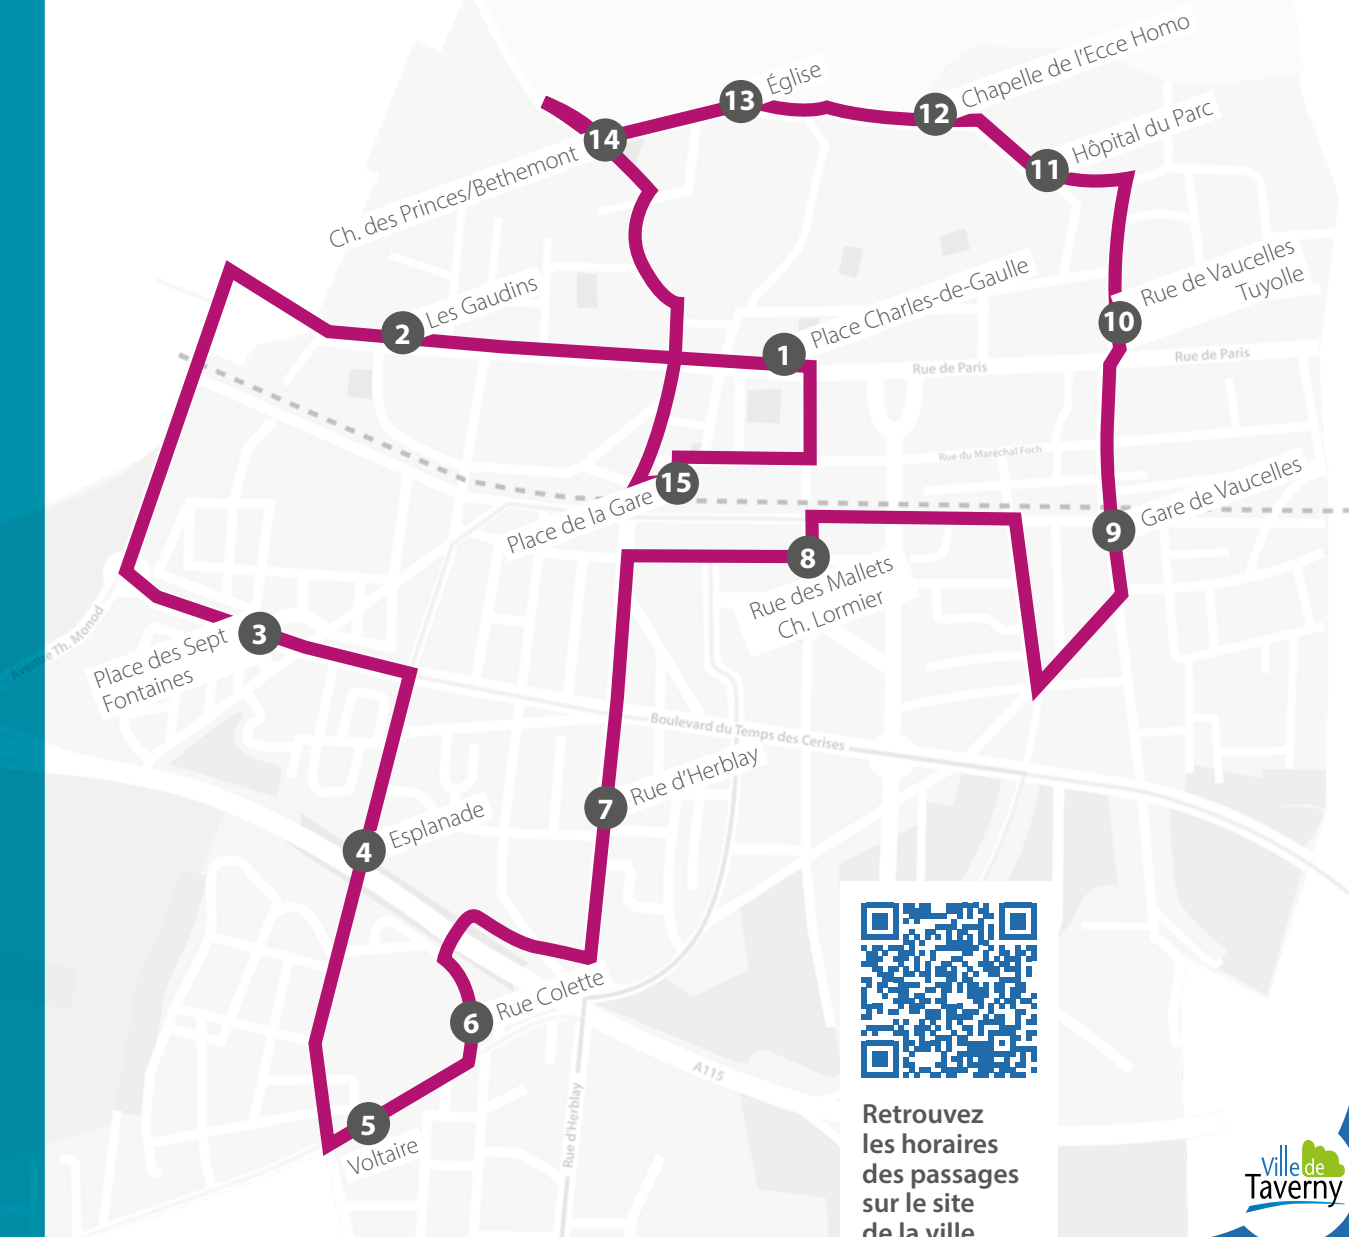 13 Église
12 Chapelle de l'Ecce Homo
14
Ch. des Princes/Bethemont
11 Hôpital du Parc
2 Les Gaudins
1 Place Charles-de-Gaulle
10 Rue de Vaucelles
Tuyolle
Rue de Paris
Rue de Paris
Rue du Maréchal Foch
15
Place de la Gare
9 Gare de Vaucelles
8
Rue des Mallets
Ch. Lormier
Avenue Th. Monod
3
Place des Sept
Fontaines
Boulevard du Temps des Cerises
7 Rue d'Herblay
4 Esplanade
6 Rue Colette
A115
Rue d'Herblay
5
Voltaire
Retrouvez
les horaires
des passages
sur le site
de la ville
Ville de
Taverny